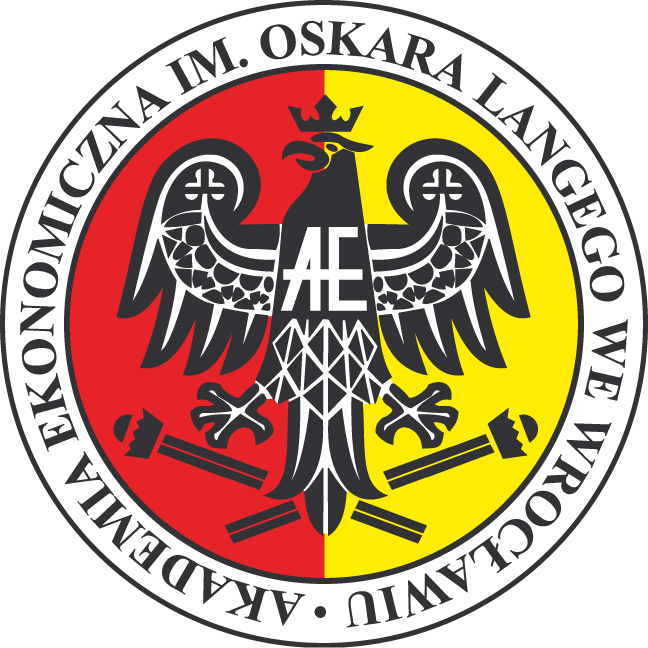 AKADEMIA EKONOMICZNA IM. OSKARA LANGEGO WE WROCŁAWIU •
AE